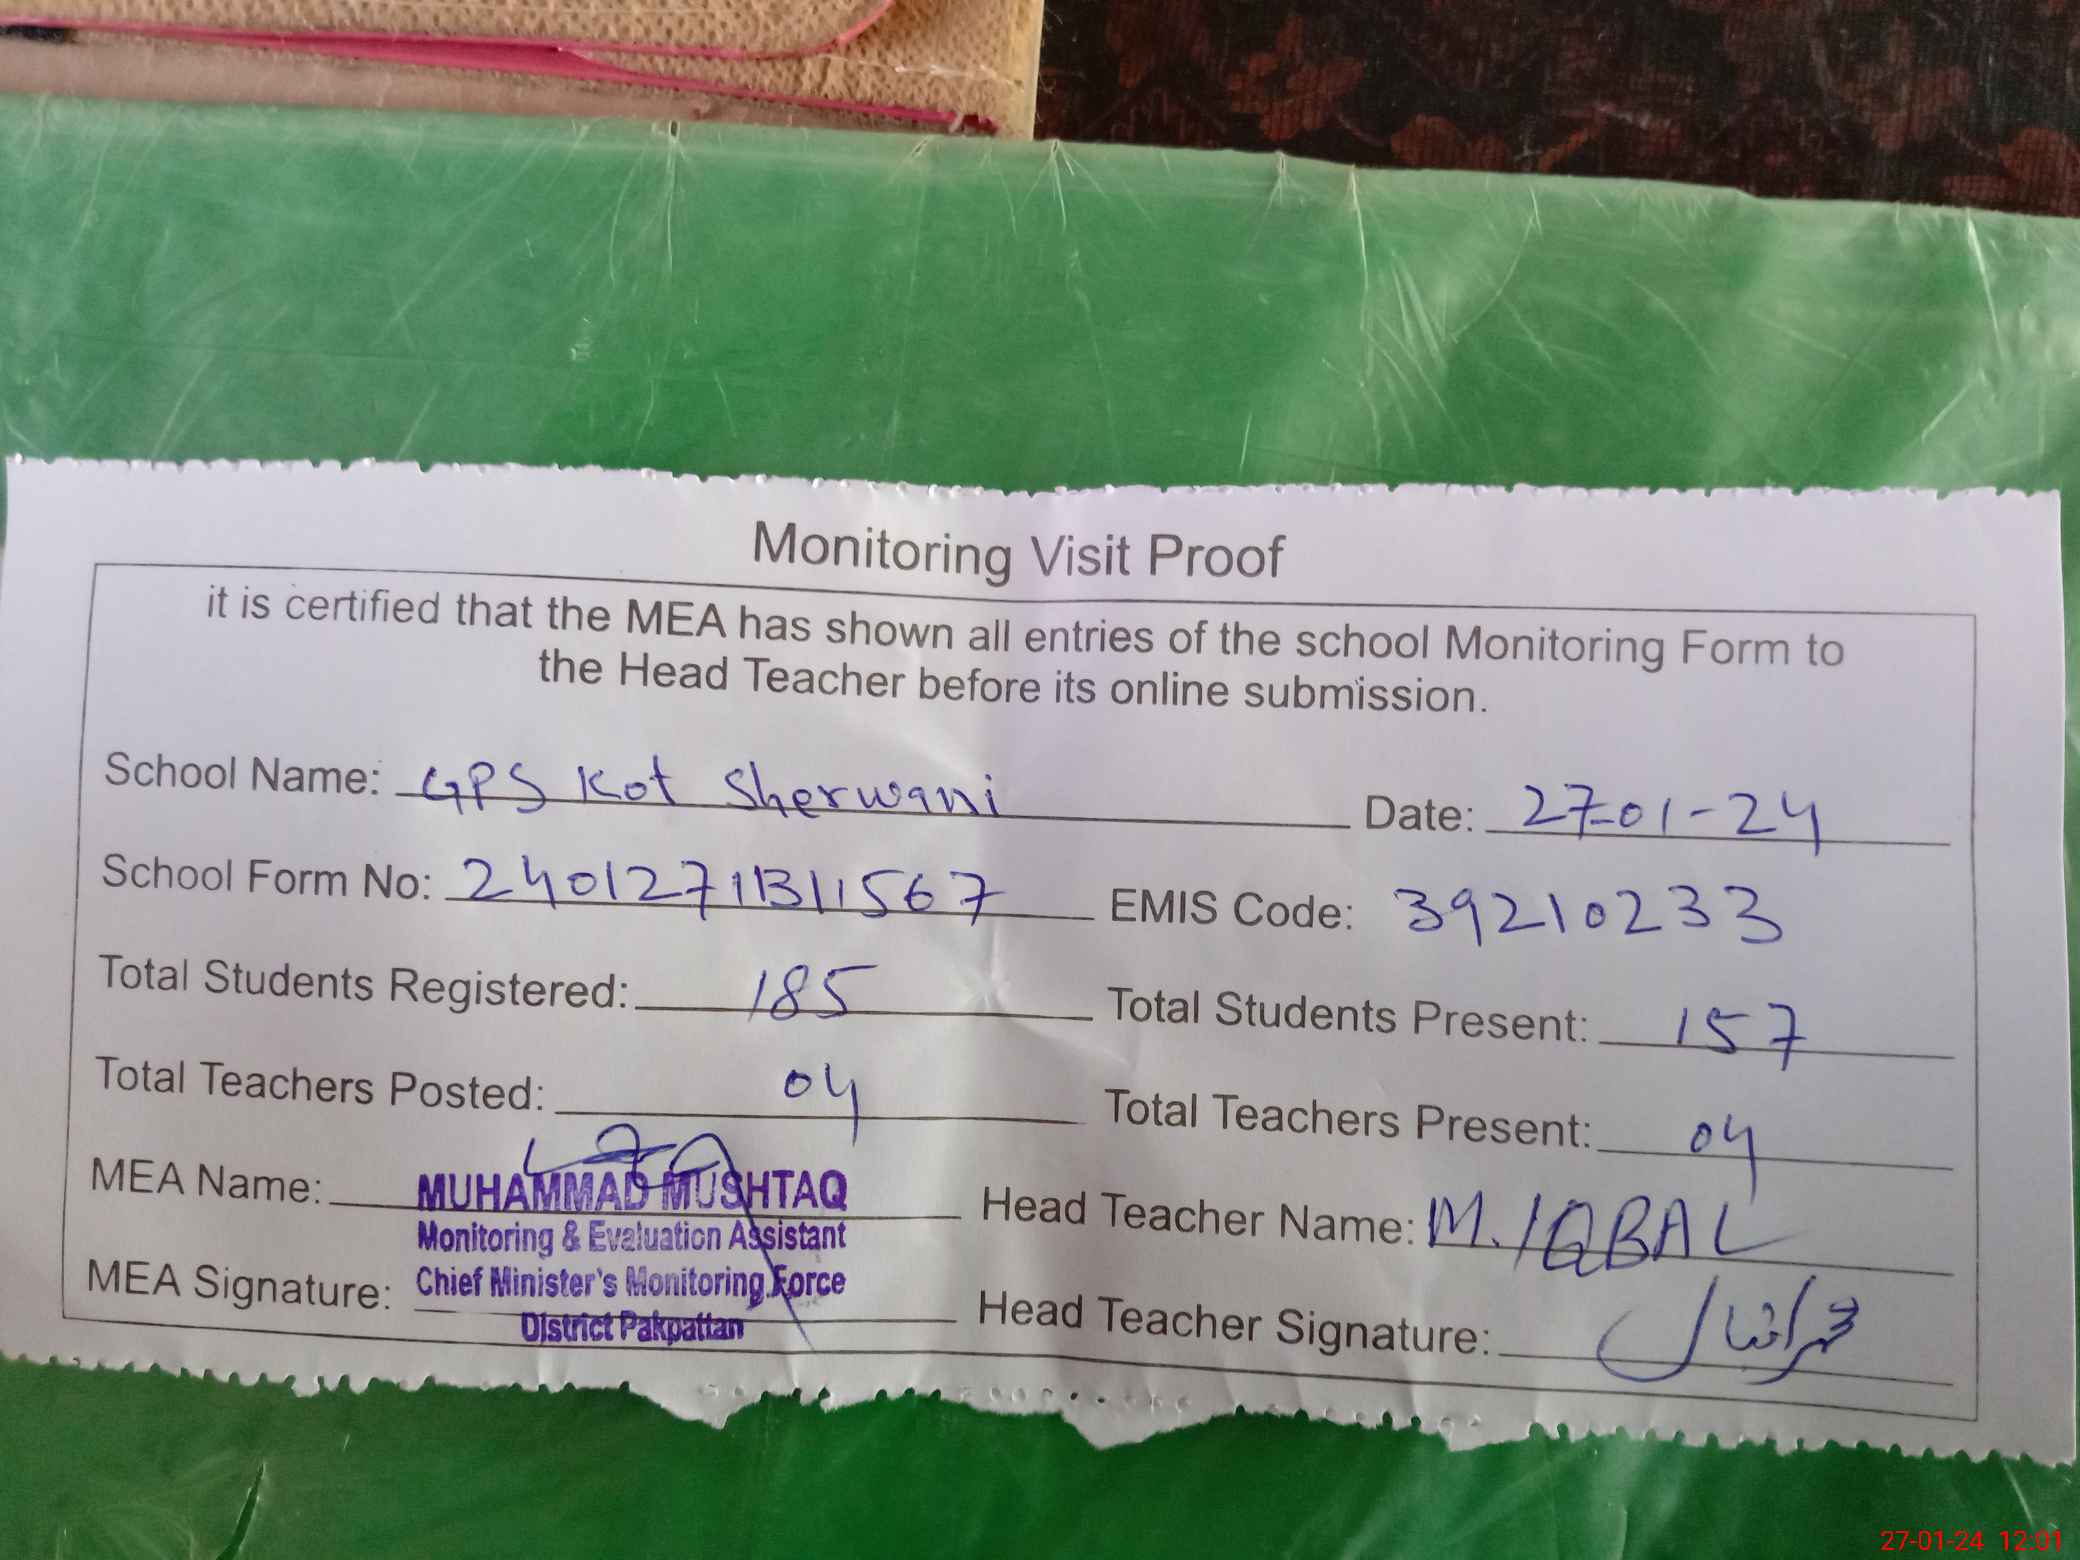 Monitoring Visit Proof
it is certified that the MEA has shown all entries of the school Monitoring Form to
the Head Teacher before its online submission.
School Name: GPS Kot Sherwani Date: 27-01-24
School Form No: 2401271311567 EMIS Code: 39210233
Total Students Registered: 185 Total Students Present: 157
Total Teachers Posted: 04 Total Teachers Present: 04
MEA Name: MUHAMMAD MUSHTAQ Head Teacher Name: M. IQBAL
Monitoring & Evaluation Assistant
MEA Signature: Chief Minister's Monitoring Force Head Teacher Signature: محمد اقبال
District Pakpattan
27-01-24 12:01